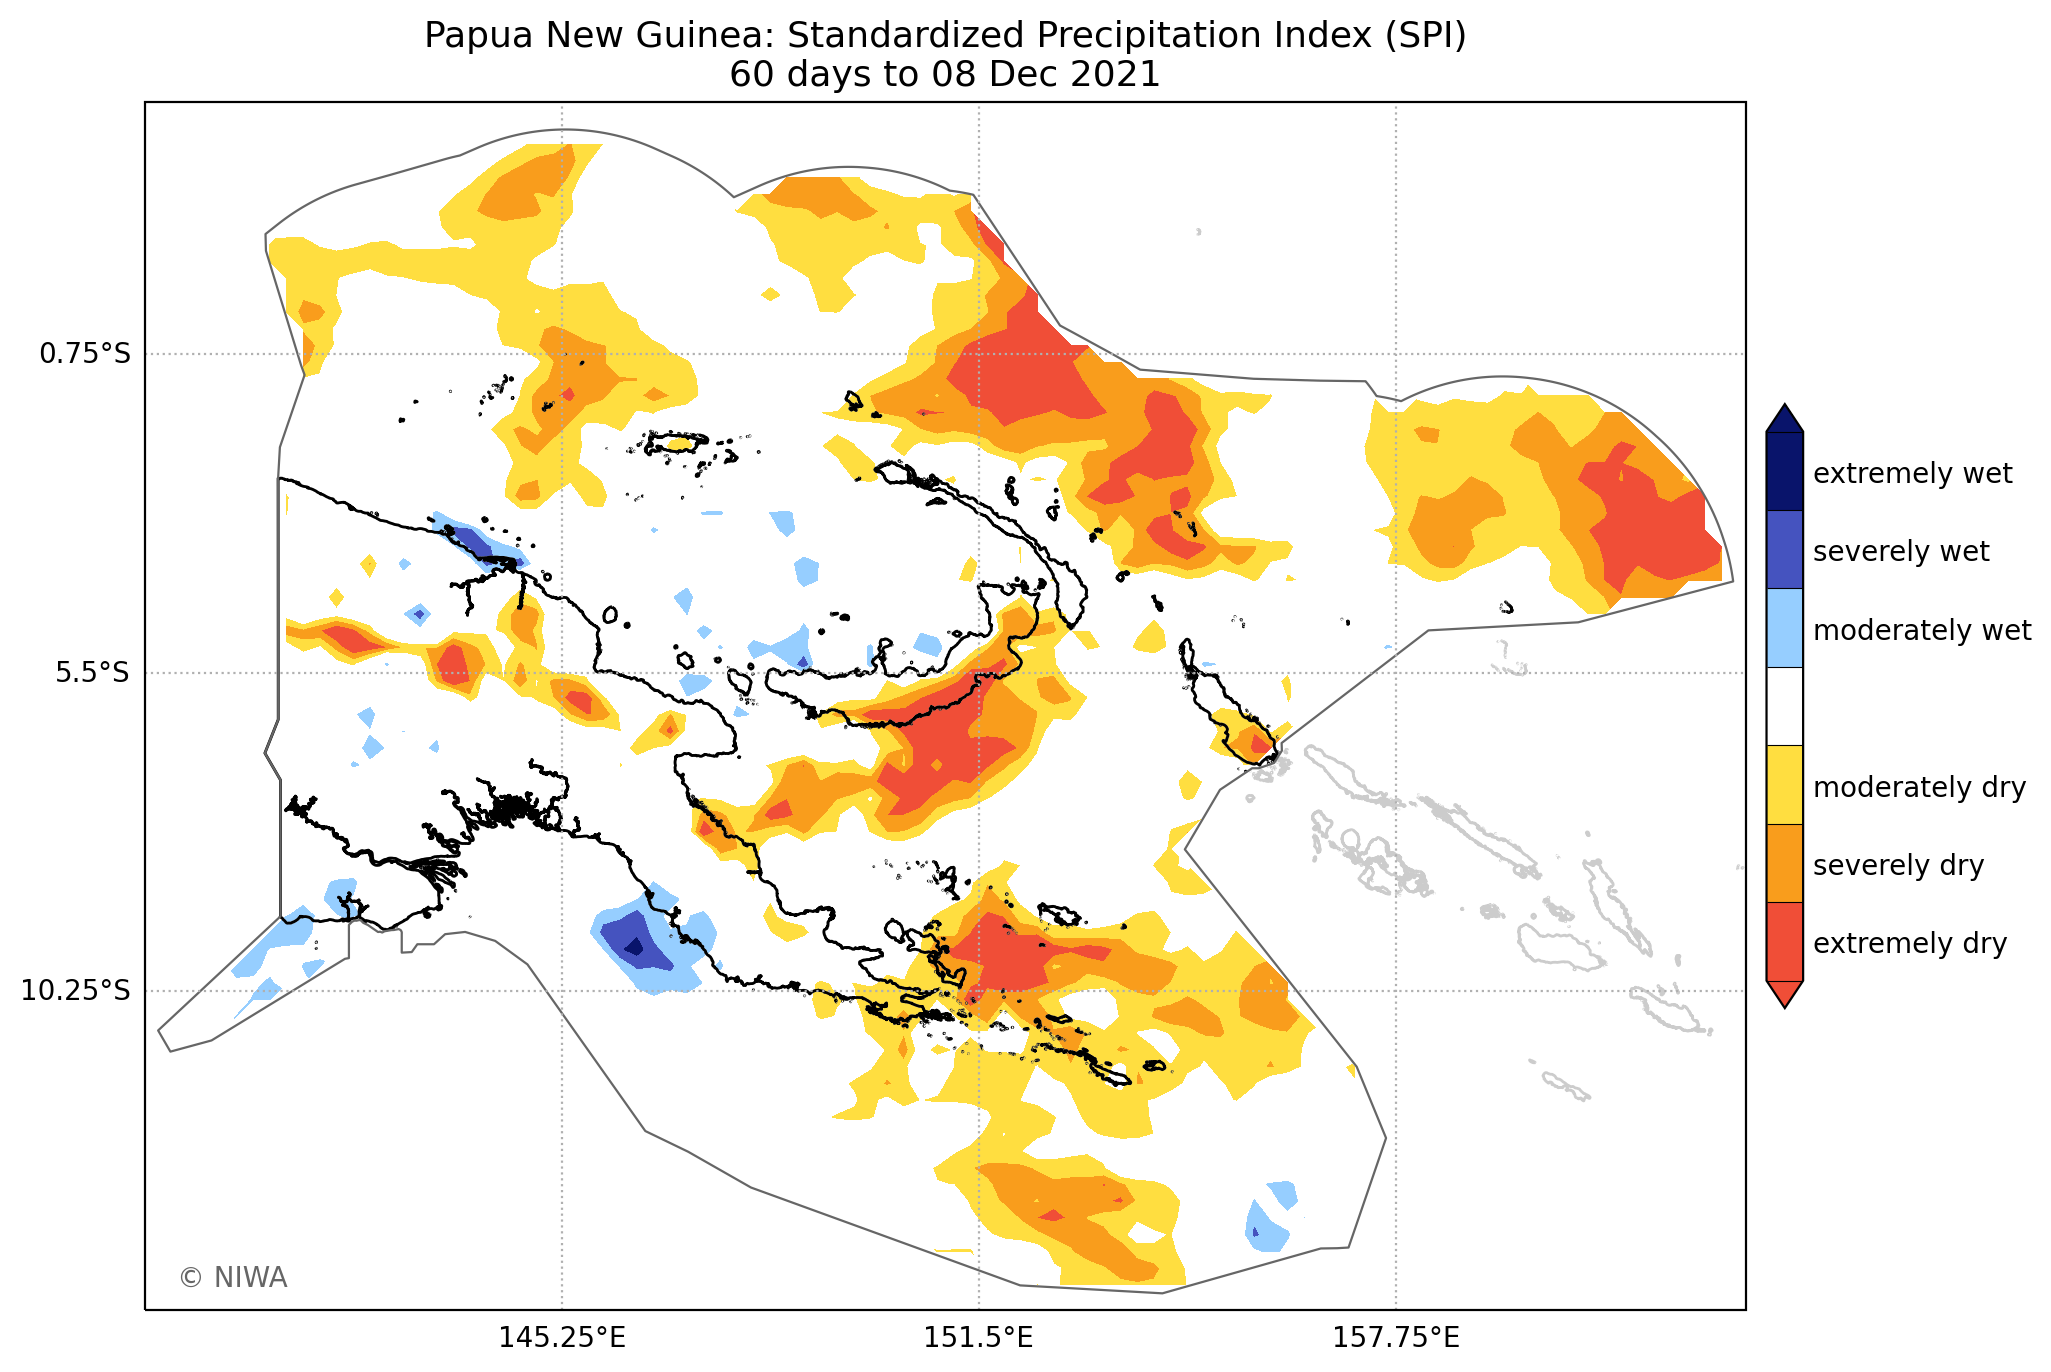 Papua New Guinea: Standardized Precipitation Index (SPI)
60 days to 08 Dec 2021
0.75°S
5.5°S
10.25°S
145.25°E
151.5°E
157.75°E
extremely wet
severely wet
moderately wet
moderately dry
severely dry
extremely dry
© NIWA